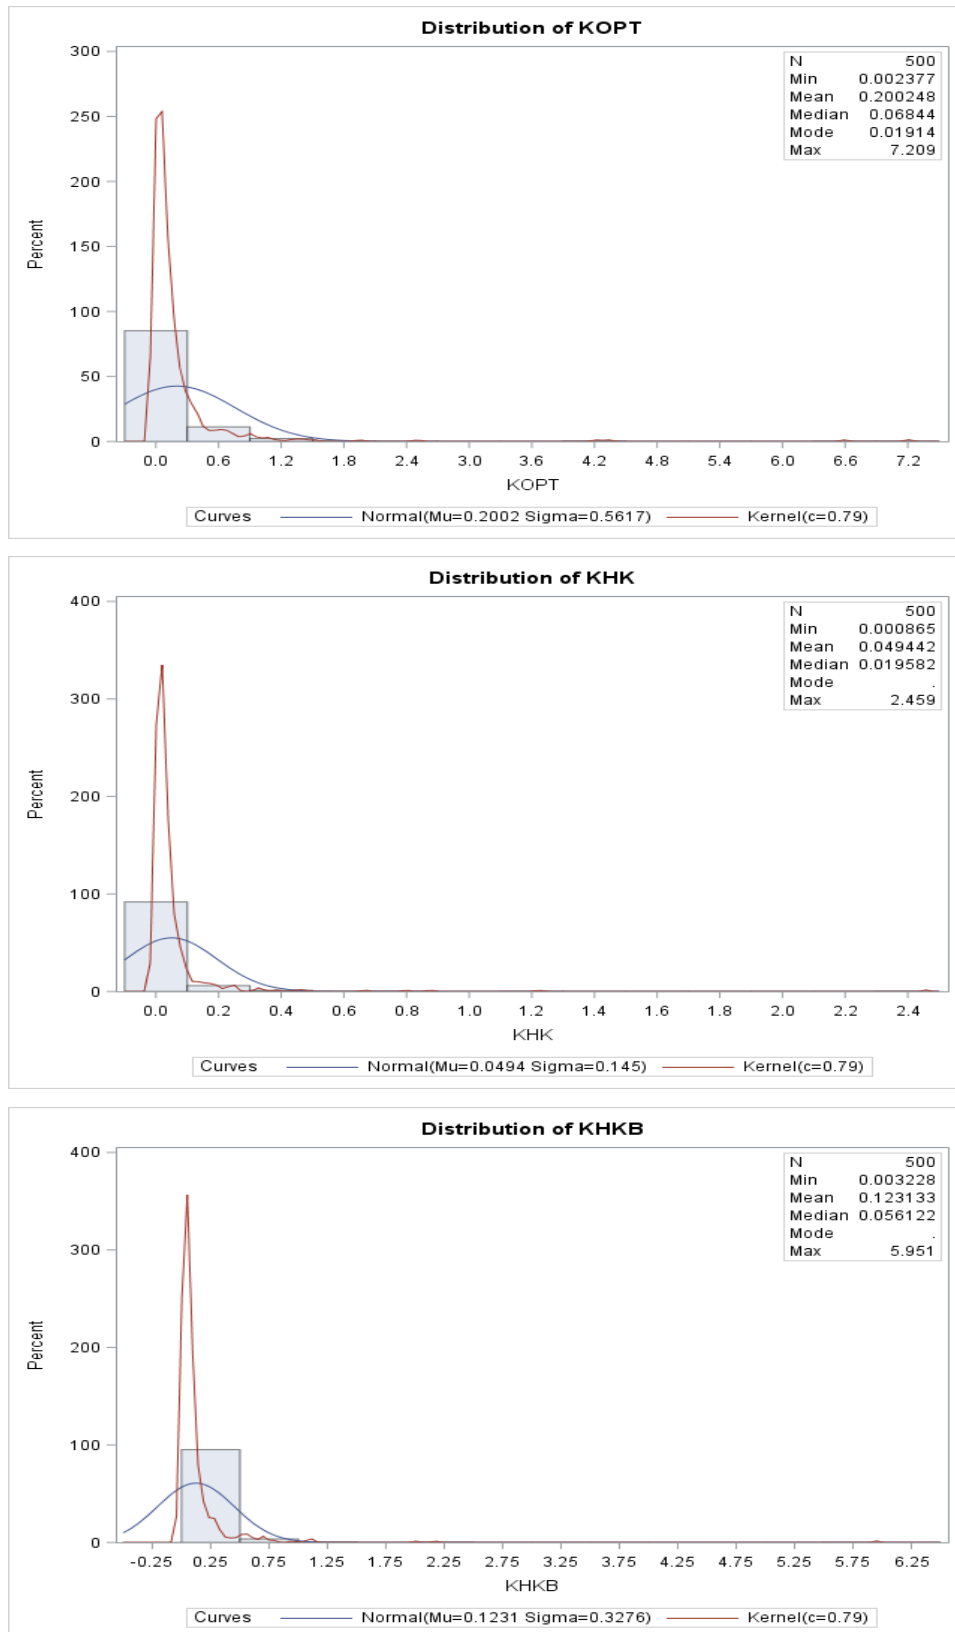 Distribution of KOPT
300
250
200
150
100
50
0
Percent
N 500
Min 0.002377
Mean 0.200248
Median 0.06844
Mode 0.01914
Max 7.209
0.0 0.6 1.2 1.8 2.4 3.0 3.6 4.2 4.8 5.4 6.0 6.6 7.2
KOPT
Curves Normal(Mu=0.2002 Sigma=0.5617) Kernel(c=0.79)
Distribution of KHK
400
300
200
100
0
Percent
N 500
Min 0.000865
Mean 0.049442
Median 0.019582
Mode .
Max 2.459
0.0 0.2 0.4 0.6 0.8 1.0 1.2 1.4 1.6 1.8 2.0 2.2 2.4
KHK
Curves Normal(Mu=0.0494 Sigma=0.145) Kernel(c=0.79)
Distribution of KHKB
400
300
200
100
0
Percent
N 500
Min 0.003228
Mean 0.123133
Median 0.056122
Mode .
Max 5.951
-0.25 0.25 0.75 1.25 1.75 2.25 2.75 3.25 3.75 4.25 4.75 5.25 5.75 6.25
KHKB
Curves Normal(Mu=0.1231 Sigma=0.3276) Kernel(c=0.79)